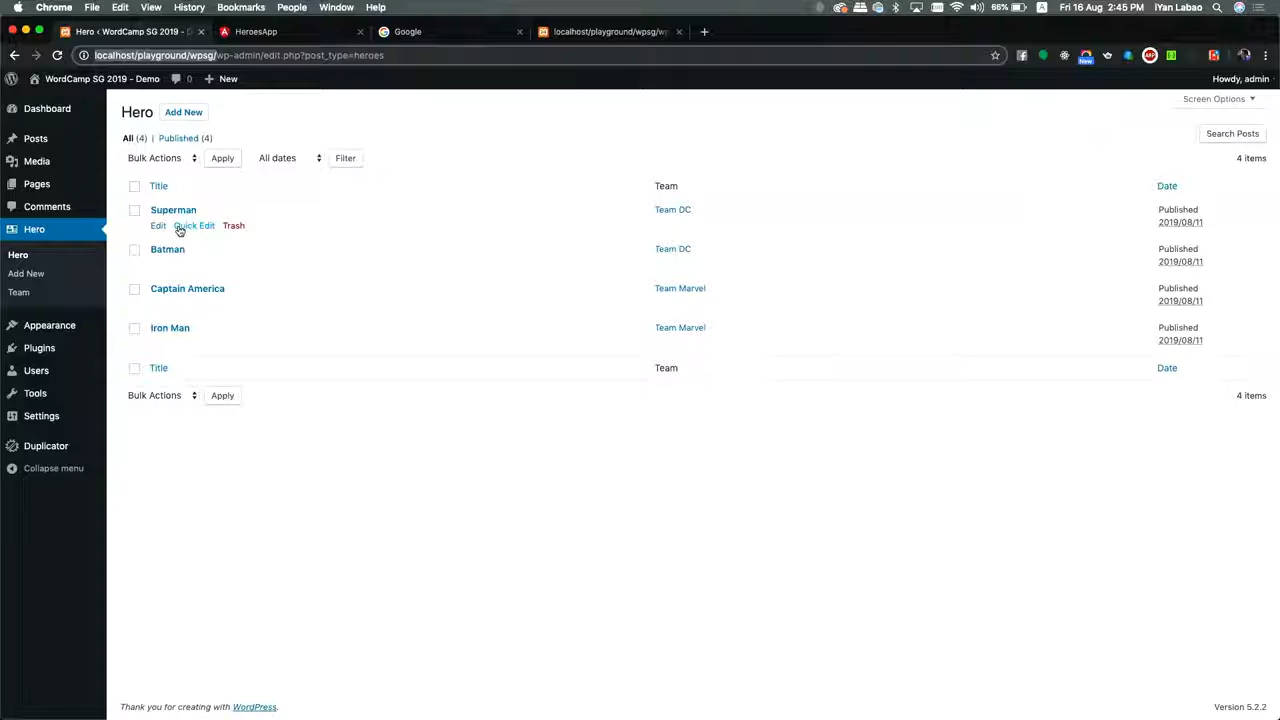 Chrome File Edit View History Bookmarks People Window Help 66% Fri 16 Aug 2:45 PM Iyan Labao
Hero ‹ WordCamp SG 2019 - D HeroesApp Google localhost/playground/wpsg/w
localhost/playground/wpsg/wp-admin/edit.php?post_type=heroes New ABP
WordCamp SG 2019 - Demo 0 New Howdy, admin
Dashboard
Posts
Media
Pages
Comments
Hero
Hero
Add New
Team
Appearance
Plugins
Users
Tools
Settings
Duplicator
Collapse menu
Screen Options
Hero Add New
All (4) | Published (4)
Search Posts
Bulk Actions Apply All dates Filter 4 items
Title Team Date
Superman Team DC Published
Edit Quick Edit Trash 2019/08/11
Batman Team DC Published
2019/08/11
Captain America Team Marvel Published
2019/08/11
Iron Man Team Marvel Published
2019/08/11
Title Team Date
Bulk Actions Apply 4 items
Thank you for creating with WordPress. Version 5.2.2